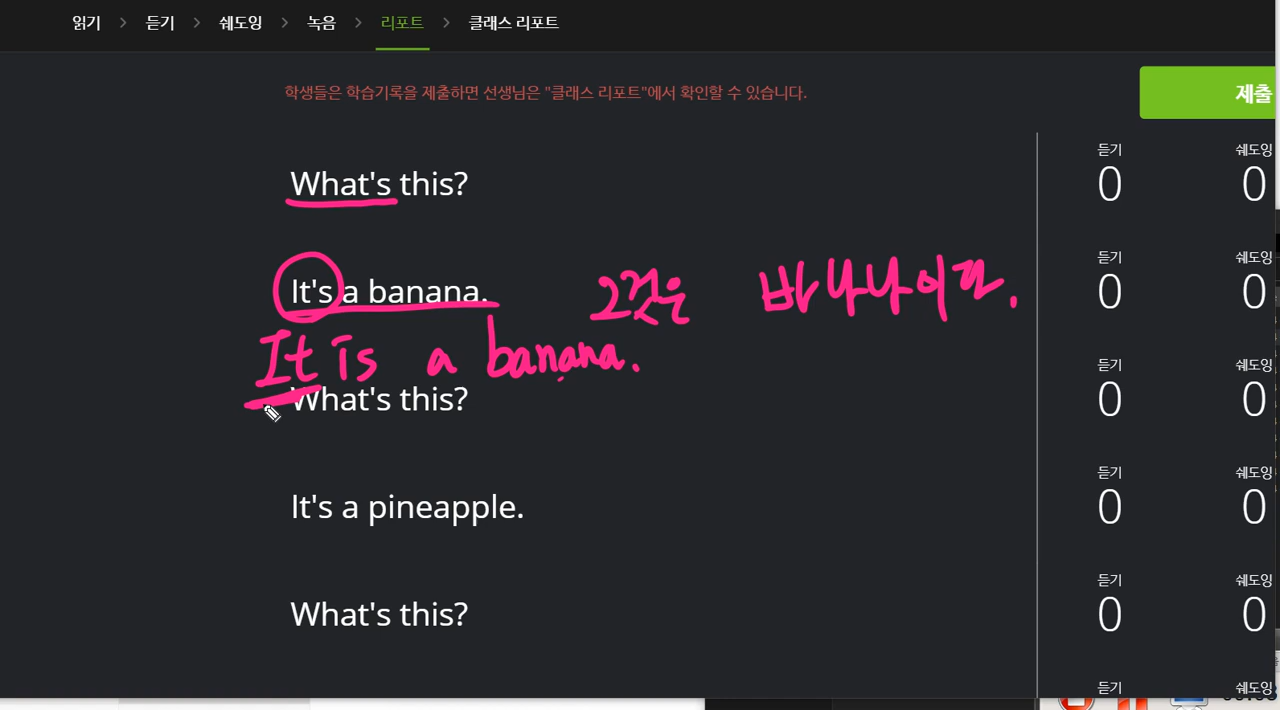 읽기 > 듣기 > 쉐도잉 > 녹음 > 리포트 > 클래스 리포트
학생들은 학습기록을 제출하면 선생님은 "클래스 리포트"에서 확인할 수 있습니다.
제출
듣기 쉐도잉
What's this? 0 0
듣기 쉐도잉
It's a banana. 그것은 바나나이다. 0 0
It is a banana.
듣기 쉐도잉
What's this? 0 0
듣기 쉐도잉
It's a pineapple. 0 0
듣기 쉐도잉
What's this? 0 0
듣기 쉐도잉